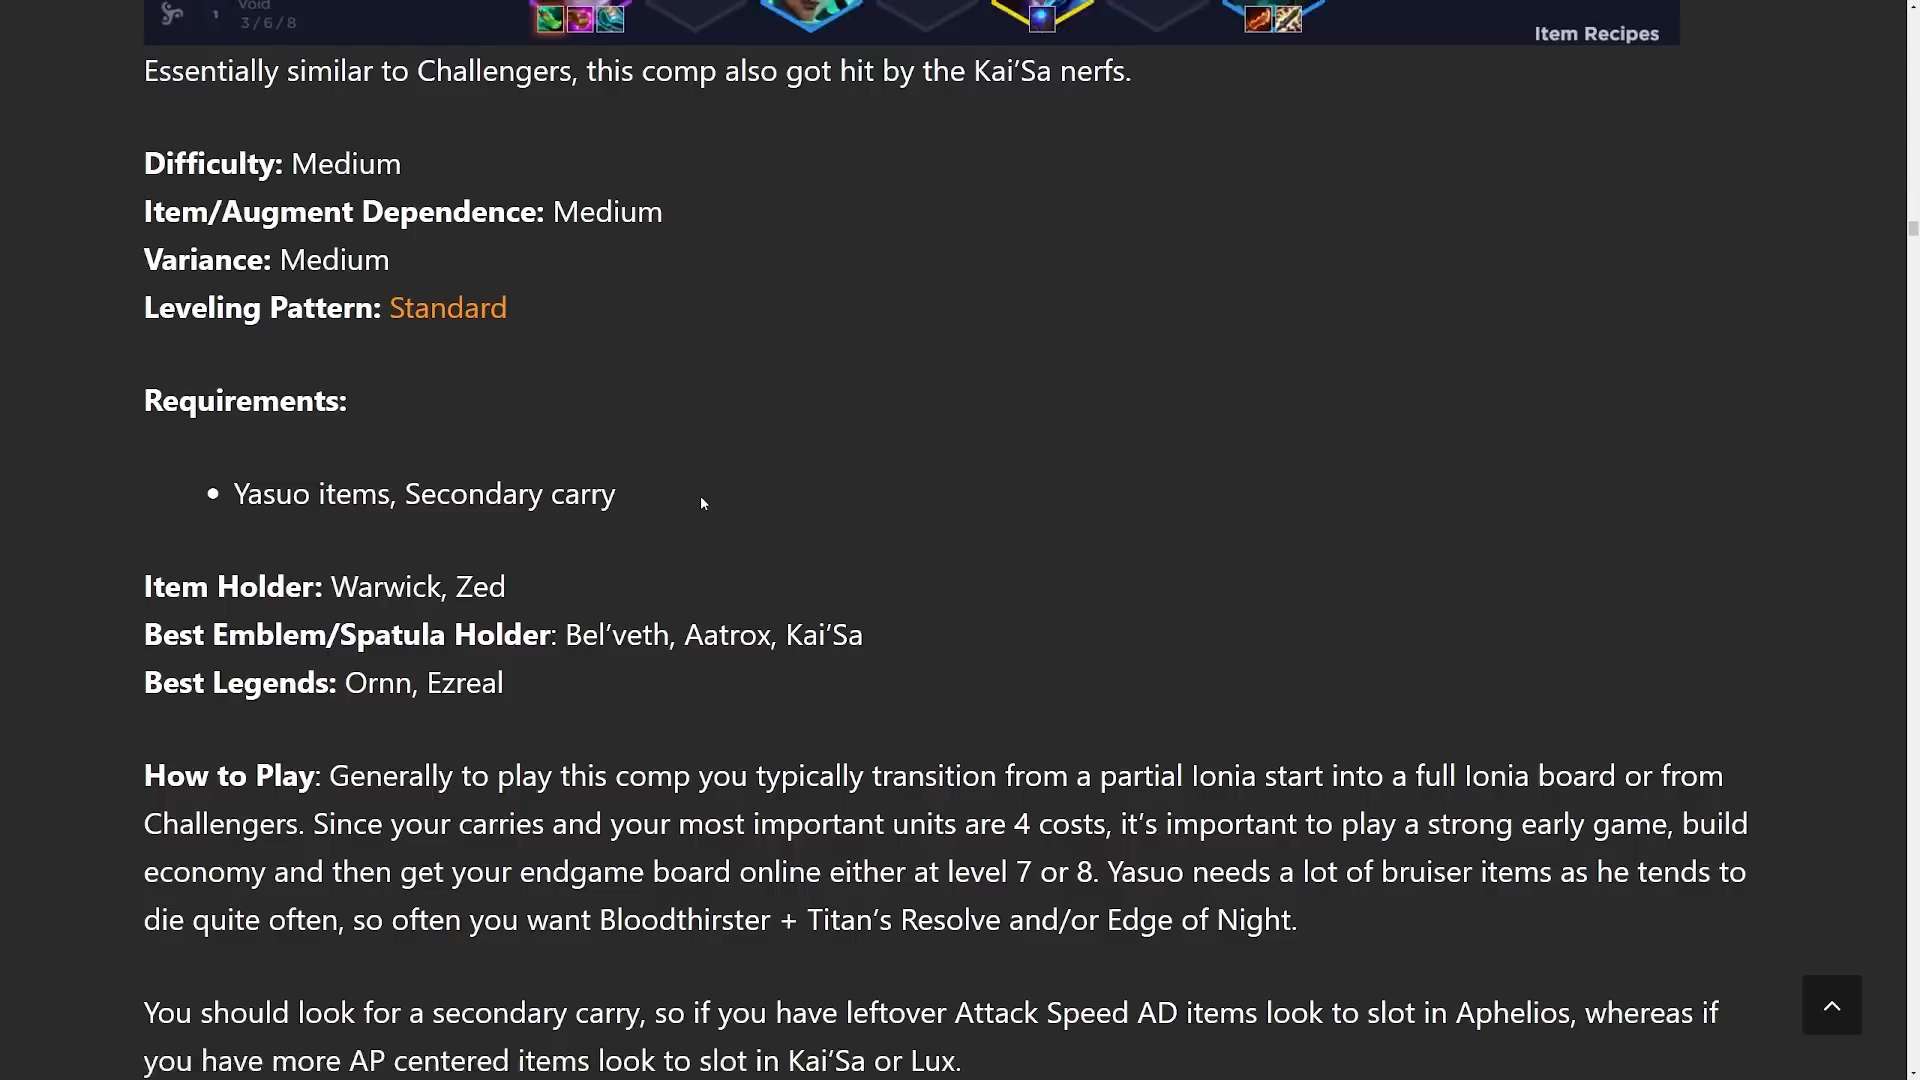 Void
1
3/6/8
Item Recipes
Essentially similar to Challengers, this comp also got hit by the Kai’Sa nerfs.
Difficulty: Medium
Item/Augment Dependence: Medium
Variance: Medium
Leveling Pattern: Standard
Requirements:
• Yasuo items, Secondary carry
Item Holder: Warwick, Zed
Best Emblem/Spatula Holder: Bel’veth, Aatrox, Kai’Sa
Best Legends: Ornn, Ezreal
How to Play: Generally to play this comp you typically transition from a partial Ionia start into a full Ionia board or from
Challengers. Since your carries and your most important units are 4 costs, it’s important to play a strong early game, build
economy and then get your endgame board online either at level 7 or 8. Yasuo needs a lot of bruiser items as he tends to
die quite often, so often you want Bloodthirster + Titan’s Resolve and/or Edge of Night.
You should look for a secondary carry, so if you have leftover Attack Speed AD items look to slot in Aphelios, whereas if
you have more AP centered items look to slot in Kai’Sa or Lux.